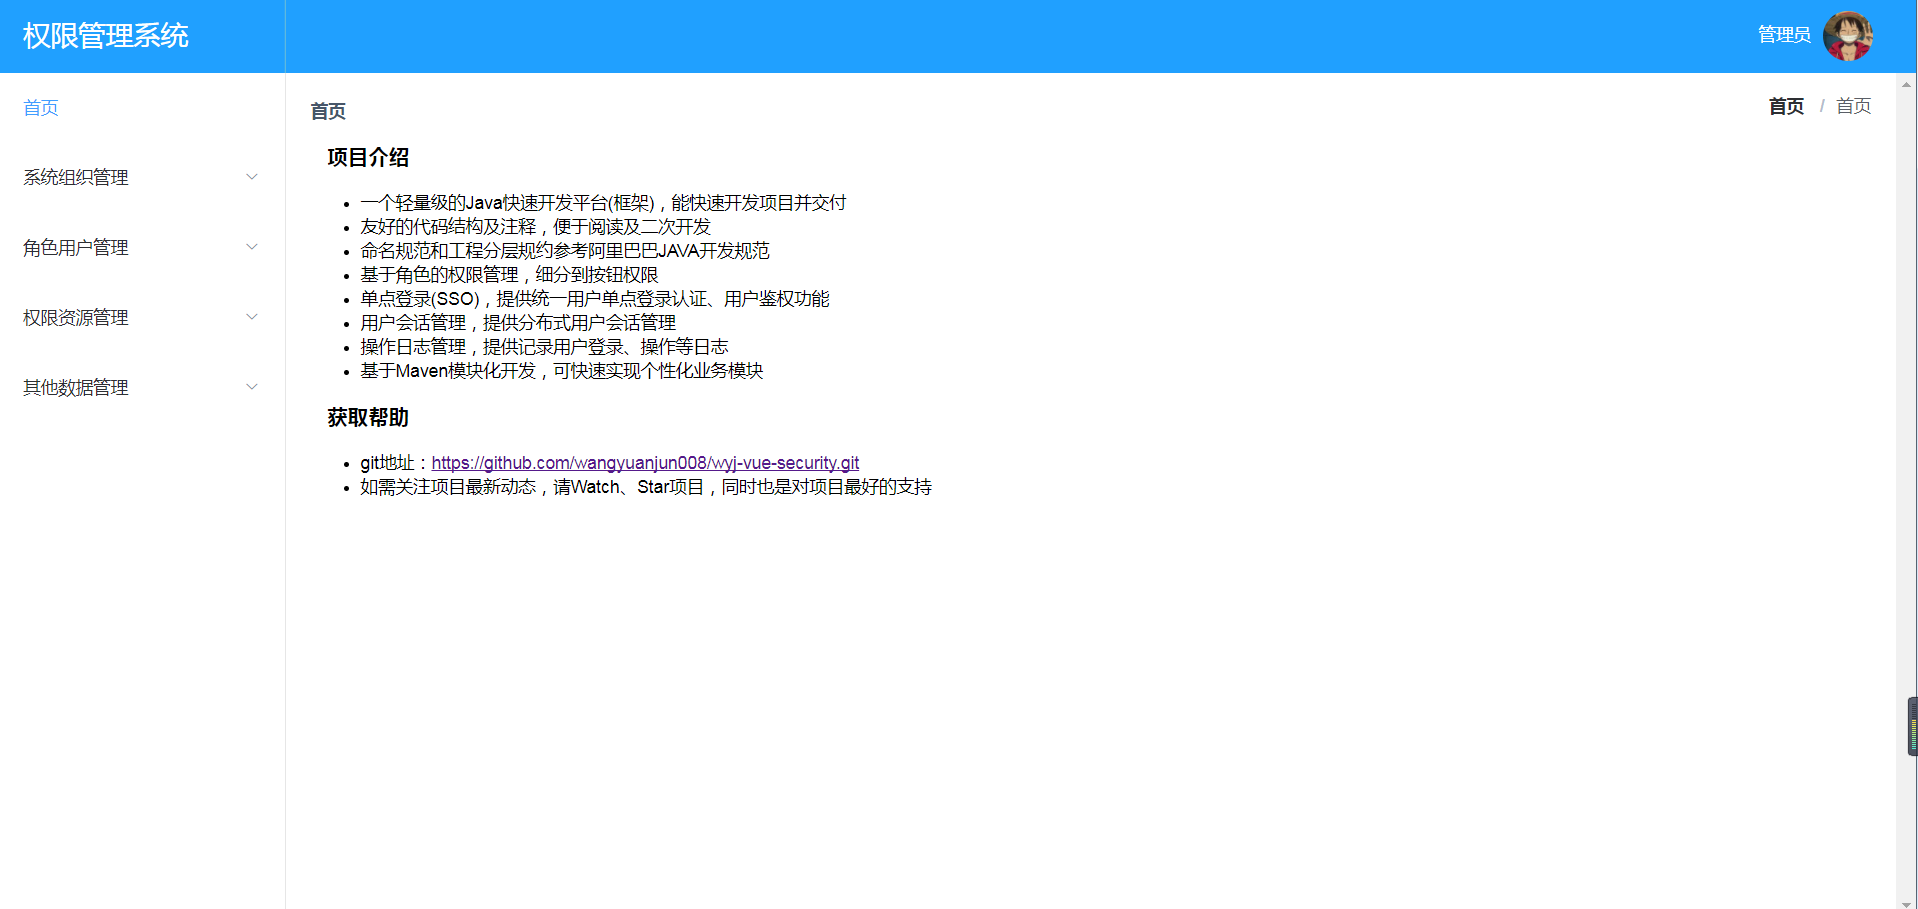 权限管理系统
管理员
首页
系统组织管理
角色用户管理
权限资源管理
其他数据管理
首页
首页 / 首页
项目介绍
• 一个轻量级的Java快速开发平台(框架)，能快速开发项目并交付
• 友好的代码结构及注释，便于阅读及二次开发
• 命名规范和工程分层规约参考阿里巴巴JAVA开发规范
• 基于角色的权限管理，细分到按钮权限
• 单点登录(SSO)，提供统一用户单点登录认证、用户鉴权功能
• 用户会话管理，提供分布式用户会话管理
• 操作日志管理，提供记录用户登录、操作等日志
• 基于Maven模块化开发，可快速实现个性化业务模块
获取帮助
• git地址：https://github.com/wangyuanjun008/wyj-vue-security.git
• 如需关注项目最新动态，请Watch、Star项目，同时也是对项目最好的支持